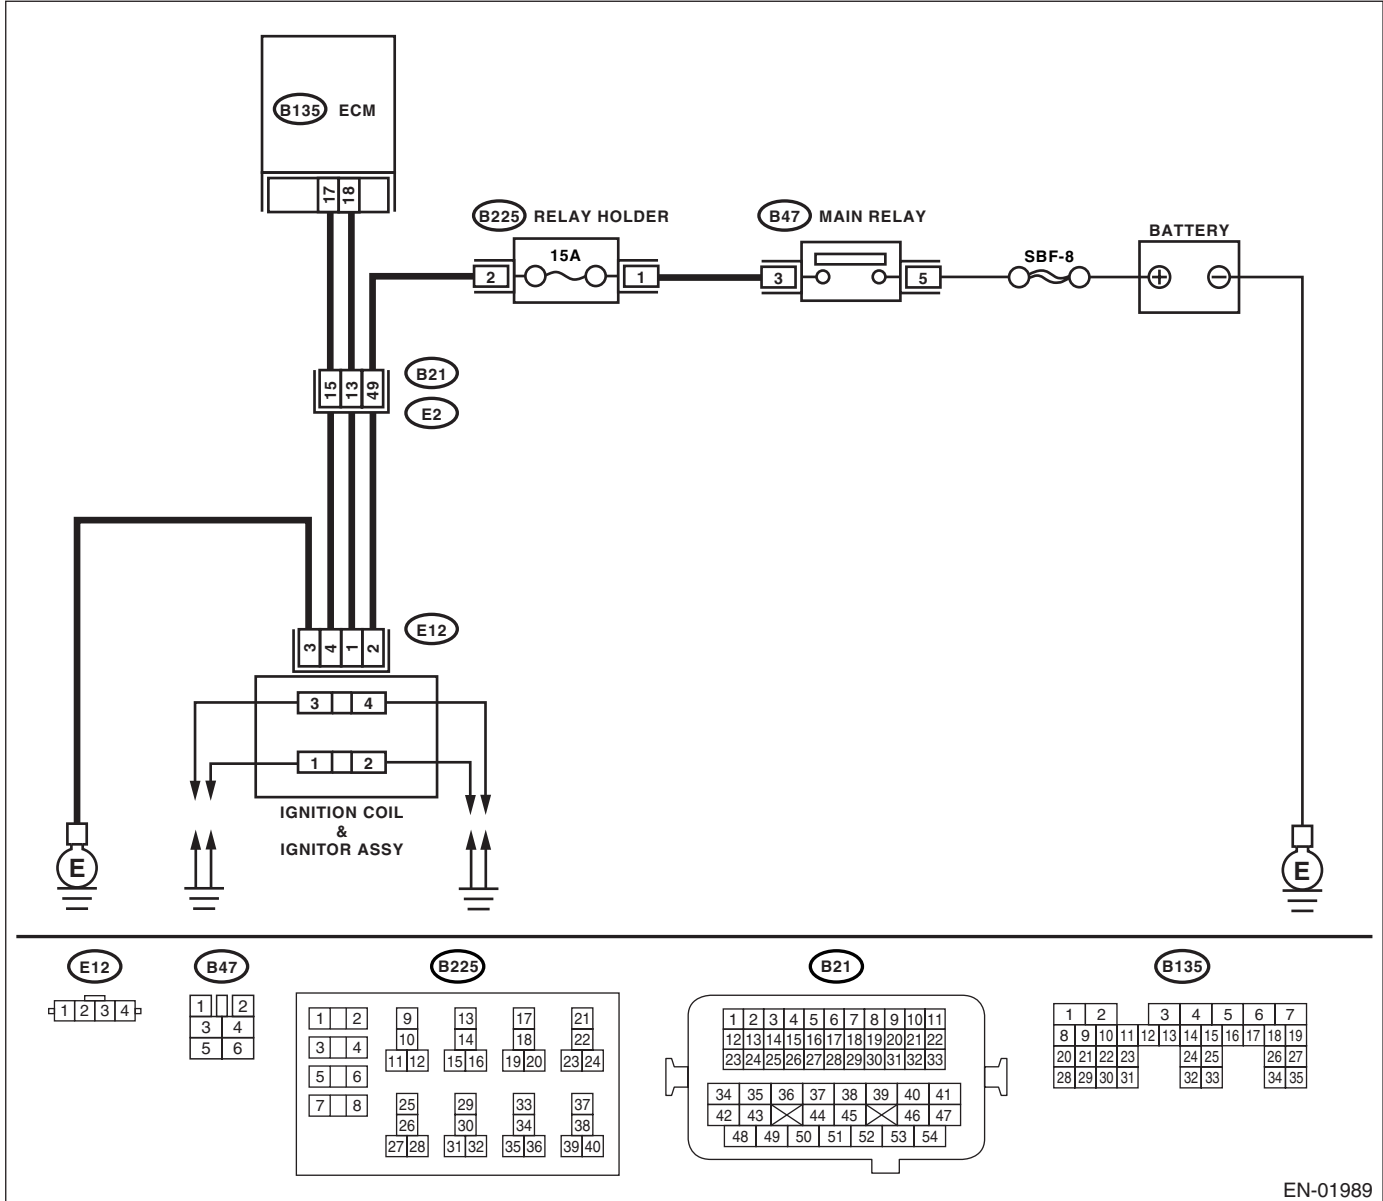 B135 ECM
17 18
B225 RELAY HOLDER
B47 MAIN RELAY
BATTERY
15A
SBF-8
2 1 3 5 + −
15 13 49
B21
E2
E12
3 4 1 2
3 4
1 2
IGNITION COIL
&
IGNITOR ASSY
E
E
E12
1 2 3 4
B47
1 2
3 4
5 6
B225
1 2 9 13 17 21
10 14 18 22
3 4 11 12 15 16 19 20 23 24
5 6
7 8 25 29 33 37
26 30 34 38
27 28 31 32 35 36 39 40
B21
1 2 3 4 5 6 7 8 9 10 11
12 13 14 15 16 17 18 19 20 21 22
23 24 25 26 27 28 29 30 31 32 33
34 35 36 37 38 39 40 41
42 43 44 45 46 47
48 49 50 51 52 53 54
B135
1 2 3 4 5 6 7
8 9 10 11 12 13 14 15 16 17 18 19
20 21 22 23 24 25 26 27
28 29 30 31 32 33 34 35
EN-01989